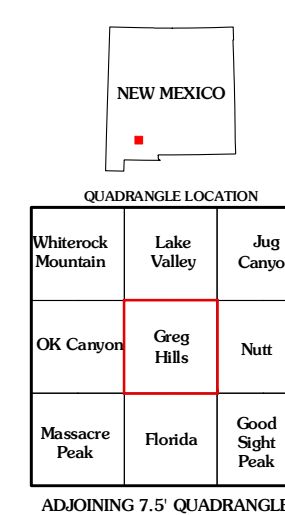 NEW MEXICO
QUADRANGLE LOCATION
Whiterock Mountain
Lake Valley
Jug Canyo
OK Canyon
Greg Hills
Nutt
Massacre Peak
Florida
Good Sight Peak
ADJOINING 7.5' QUADRANGLE